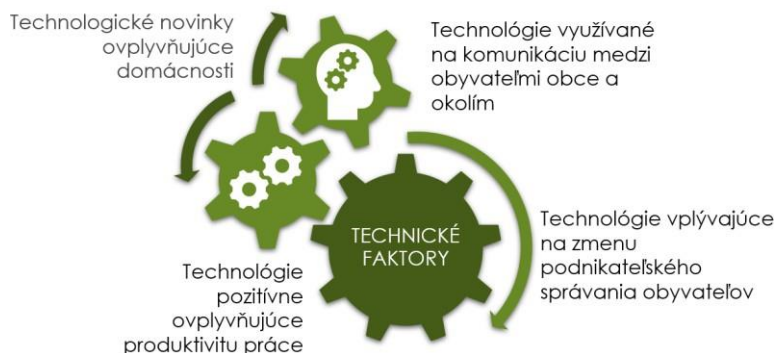 Technologické novinky
ovplyvňujúce
domácnosti
Technológie využívané
na komunikáciu medzi
obyvateľmi obce a
okolím
TECHNICKÉ
FAKTORY
Technológie vplývajúce
na zmenu
podnikateľského
správania obyvateľov
Technológie
pozitívne
ovplyvňujúce
produktivitu práce